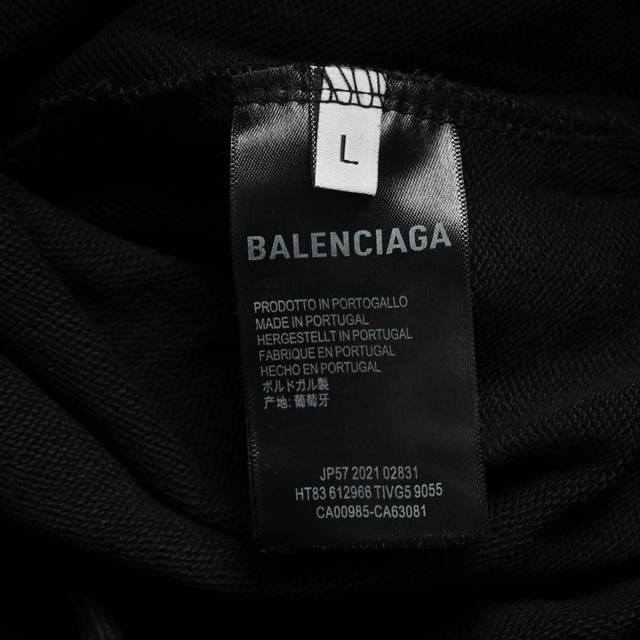 L
BALENCIAGA
PRODOTTO IN PORTOGALLO
MADE IN PORTUGAL
HERGESTELLT IN PORTUGAL
FABRIQUE EN PORTUGAL
HECHO EN PORTUGAL
ポルトガル製
产地:葡萄牙
JP57 2021 02831
HT83 612966 TIVG5 9055
CA00985-CA63081